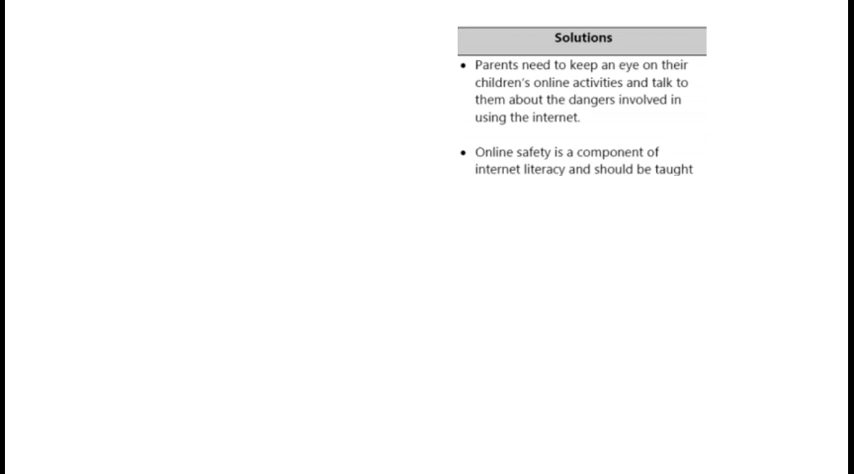 Solutions
• Parents need to keep an eye on their
children's online activities and talk to
them about the dangers involved in
using the internet.
• Online safety is a component of
internet literacy and should be taught